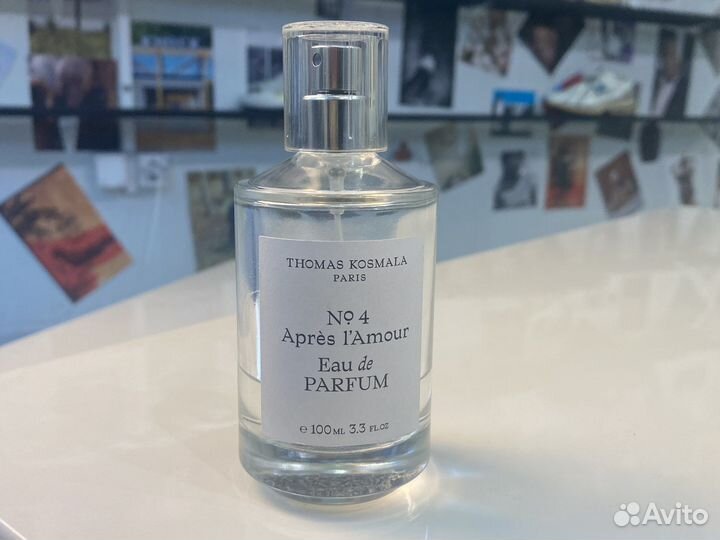 THOMAS KOSMALA
PARIS
Nº 4
Après l'Amour
Eau de
PARFUM
e 100ML 3.3 FL.OZ
Avito